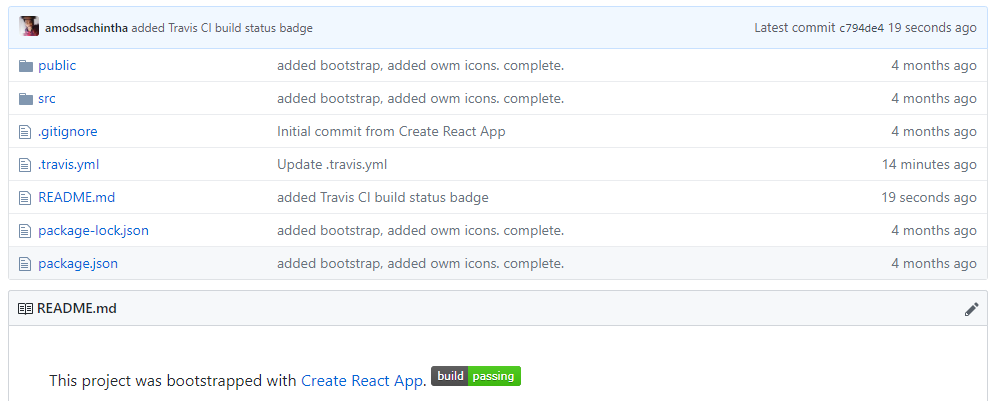 amodsachintha added Travis CI build status badge Latest commit c794de4 19 seconds ago
public added bootstrap, added owm icons. complete. 4 months ago
src added bootstrap, added owm icons. complete. 4 months ago
.gitignore Initial commit from Create React App 4 months ago
.travis.yml Update .travis.yml 14 minutes ago
README.md added Travis CI build status badge 19 seconds ago
package-lock.json added bootstrap, added owm icons. complete. 4 months ago
package.json added bootstrap, added owm icons. complete. 4 months ago
README.md
This project was bootstrapped with Create React App. build passing